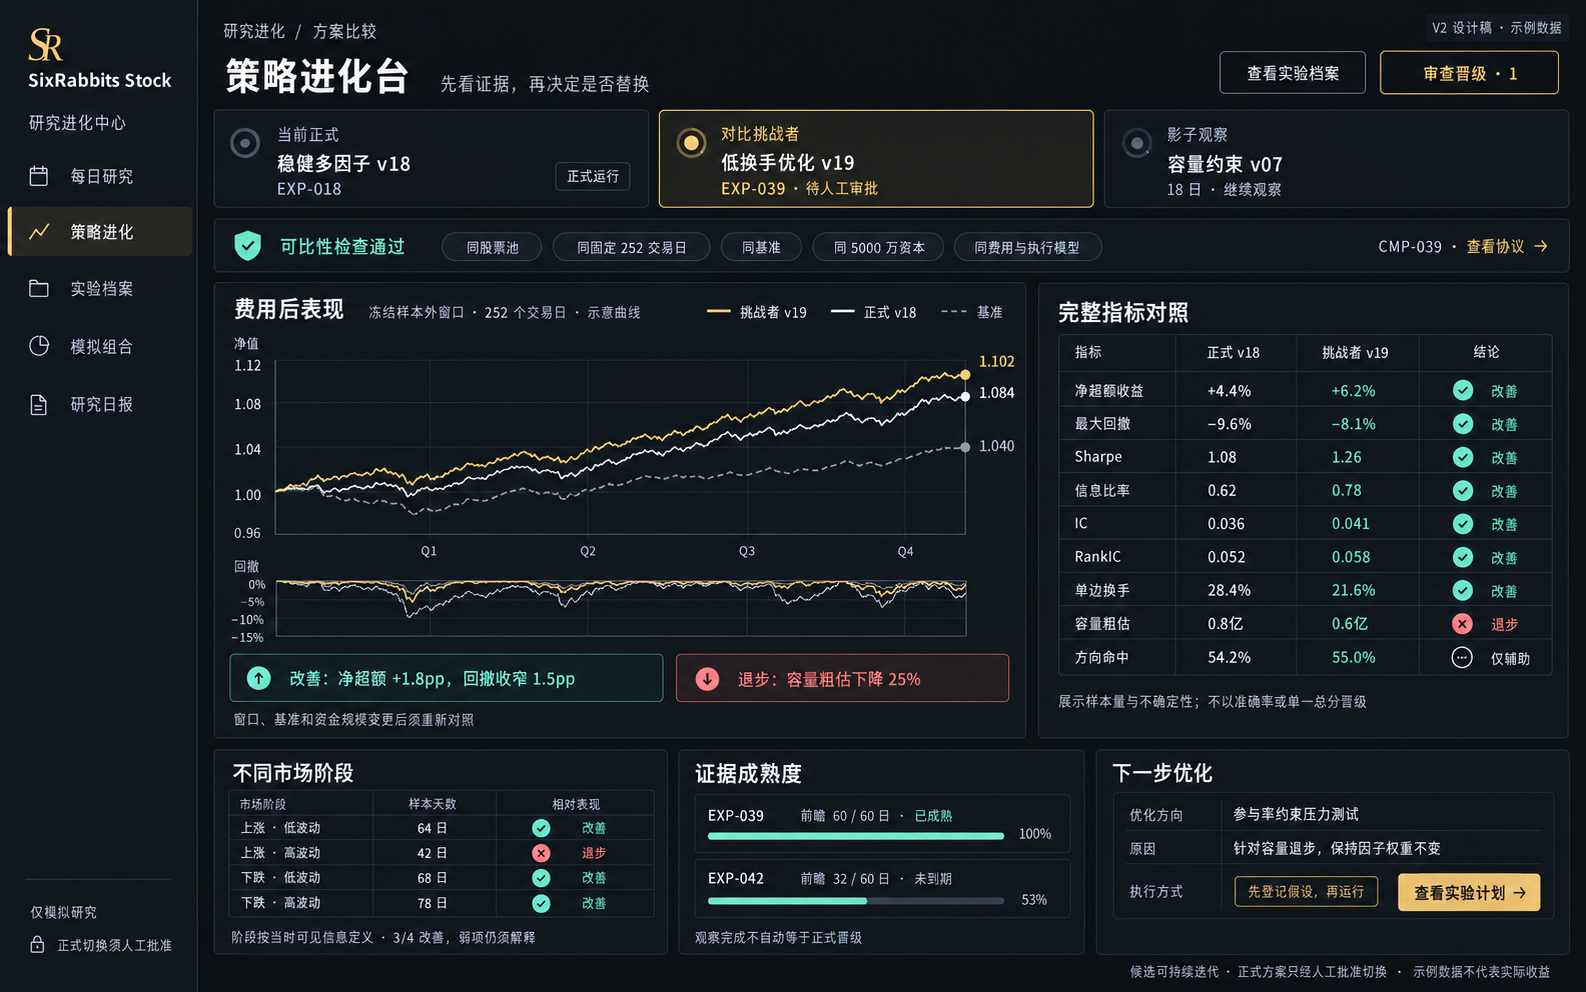 SR
SixRabbits Stock
研究进化中心
每日研究
策略进化
实验档案
模拟组合
研究日报
仅模拟研究
正式切换须人工批准
研究进化 / 方案比较
V2 设计稿 · 示例数据
策略进化台 先看证据，再决定是否替换
查看实验档案
审查晋级 · 1
当前正式
稳健多因子 v18
EXP-018
正式运行
对比挑战者
低换手优化 v19
EXP-039 · 待人工审批
影子观察
容量约束 v07
18 日 · 继续观察
可比性检查通过 同股票池 同固定 252 交易日 同基准 同 5000 万资本 同费用与执行模型 CMP-039 · 查看协议 →
费用后表现 冻结样本外窗口 · 252 个交易日 · 示意曲线 挑战者 v19 正式 v18 基准
净值
1.12
1.08
1.04
1.00
0.96
1.102
1.084
1.040
Q1 Q2 Q3 Q4
回撤
0%
−5%
−10%
−15%
改善：净超额 +1.8pp，回撤收窄 1.5pp
退步：容量粗估下降 25%
窗口、基准和资金规模变更后须重新对照
完整指标对照
指标 正式 v18 挑战者 v19 结论
净超额收益 +4.4% +6.2% 改善
最大回撤 −9.6% −8.1% 改善
Sharpe 1.08 1.26 改善
信息比率 0.62 0.78 改善
IC 0.036 0.041 改善
RankIC 0.052 0.058 改善
单边换手 28.4% 21.6% 改善
容量粗估 0.8亿 0.6亿 退步
方向命中 54.2% 55.0% 仅辅助
展示样本量与不确定性；不以准确率或单一总分晋级
不同市场阶段
市场阶段 样本天数 相对表现
上涨 · 低波动 64 日 改善
上涨 · 高波动 42 日 退步
下跌 · 低波动 68 日 改善
下跌 · 高波动 78 日 改善
阶段按当时可见信息定义 · 3/4 改善，弱项仍须解释
证据成熟度
EXP-039 前瞻 60 / 60 日 · 已成熟
100%
EXP-042 前瞻 32 / 60 日 · 未到期
53%
观察完成不自动等于正式晋级
下一步优化
优化方向 参与率约束压力测试
原因 针对容量退步，保持因子权重不变
执行方式 先登记假设，再运行 查看实验计划 →
候选可持续迭代 · 正式方案只经人工批准切换 · 示例数据不代表实际收益